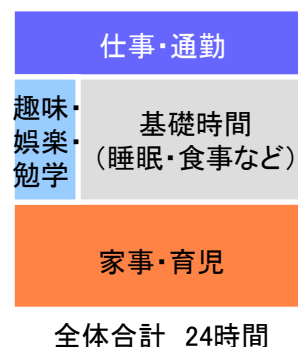 仕事・通勤
趣味・
娯楽・
勉学
基礎時間
(睡眠・食事など)
家事・育児
全体合計 24時間